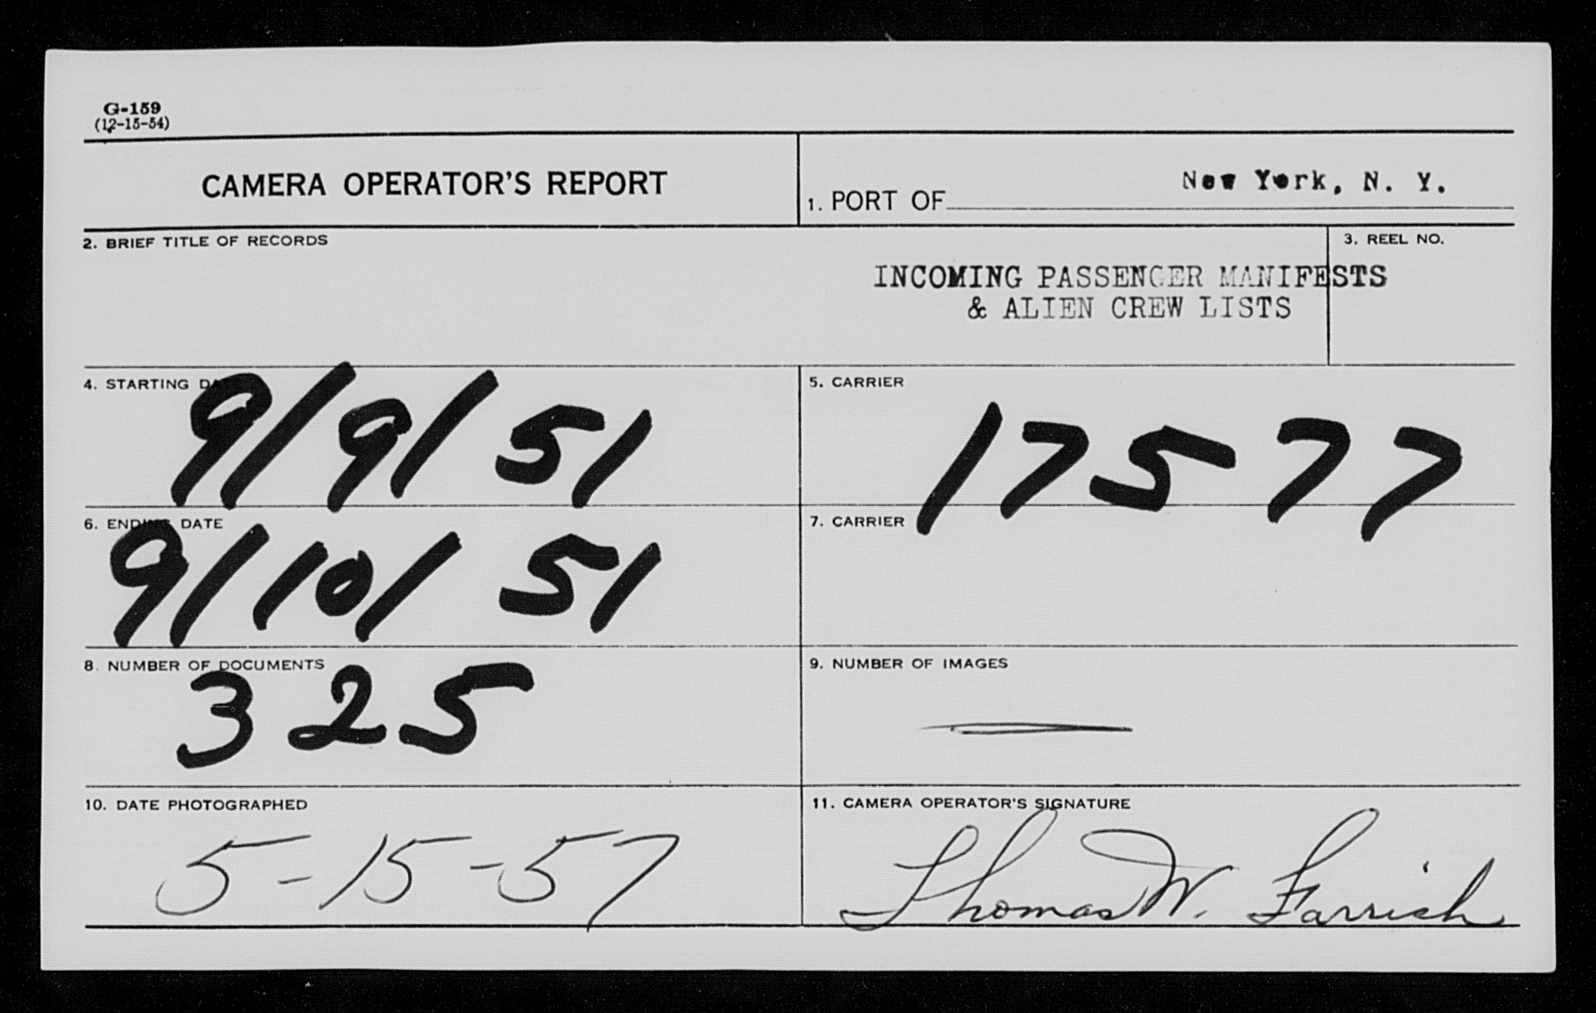 G-159
(12-15-54)
CAMERA OPERATOR'S REPORT
1. PORT OF New York, N. Y.
2. BRIEF TITLE OF RECORDS
3. REEL NO.
INCOMING PASSENGER MANIFESTS
& ALIEN CREW LISTS
4. STARTING DATE
9/9/51
5. CARRIER
17577
6. ENDING DATE
9/10/51
7. CARRIER
8. NUMBER OF DOCUMENTS
325
9. NUMBER OF IMAGES
—
10. DATE PHOTOGRAPHED
5-15-57
11. CAMERA OPERATOR'S SIGNATURE
Thomas W. Farrish